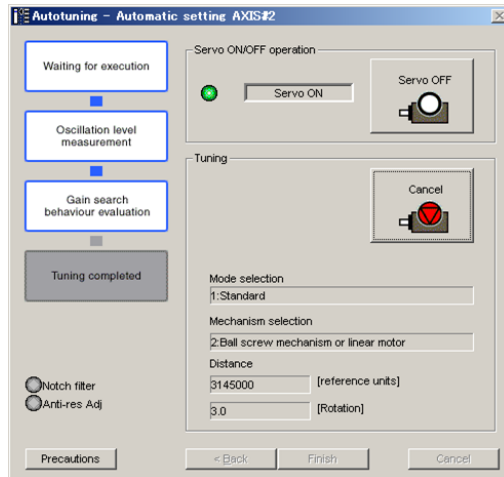 Autotuning - Automatic setting AXIS#2
Waiting for execution
Oscillation level
measurement
Gain search
behaviour evaluation
Tuning completed
Notch filter
Anti-res Adj
Precautions
Servo ON/OFF operation
Servo ON
Servo OFF
Tuning
Cancel
Mode selection
1:Standard
Mechanism selection
2:Ball screw mechanism or linear motor
Distance
3145000 [reference units]
3.0 [Rotation]
< Back
Finish
Cancel